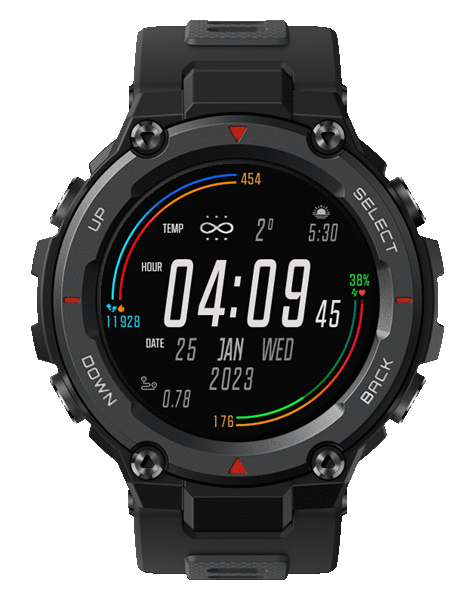 454
UP
SELECT
TEMP 2°
5:30
HOUR 04:09 45
38%
11928
DATE 25 JAN WED
2023
0.78
176
DOWN
BACK